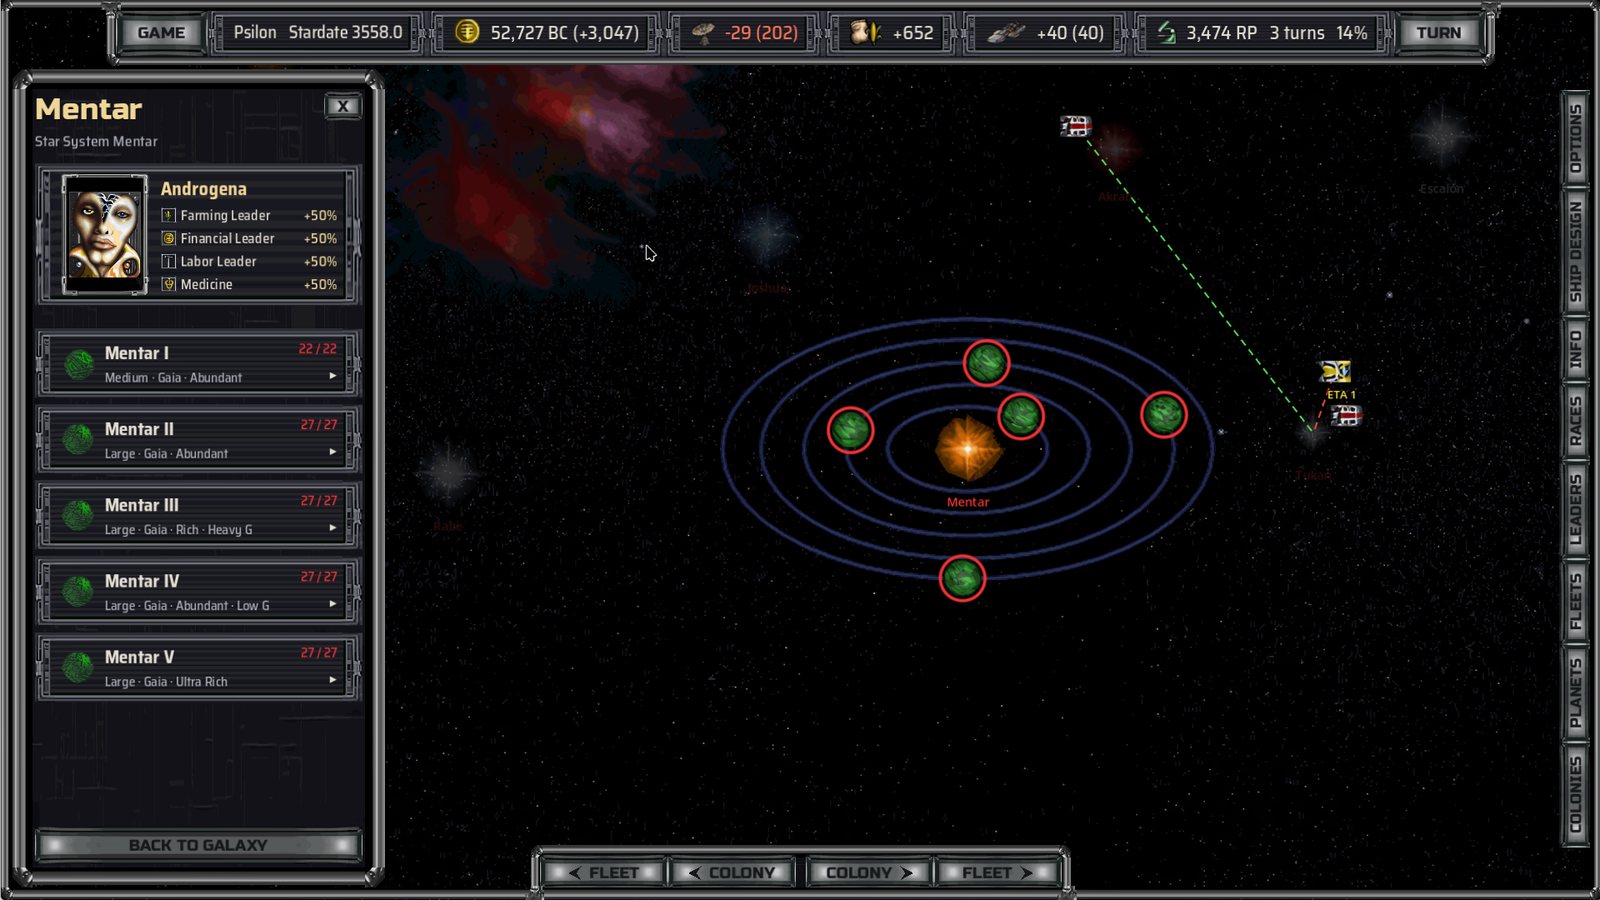 GAME
Psilon Stardate 3558.0
52,727 BC (+3,047)
-29 (202)
+652
+40 (40)
3,474 RP 3 turns 14%
TURN
Mentar
X
Star System Mentar
Androgena
Farming Leader +50%
Financial Leader +50%
Labor Leader +50%
Medicine +50%
Mentar I 22 / 22
Medium · Gaia · Abundant
Mentar II 27 / 27
Large · Gaia · Abundant
Mentar III 27 / 27
Large · Gaia · Rich · Heavy G
Mentar IV 27 / 27
Large · Gaia · Abundant · Low G
Mentar V 27 / 27
Large · Gaia · Ultra Rich
BACK TO GALAXY
Escalon
Joshua
ETA 1
Mentar
OPTIONS
SHIP DESIGN
INFO
RACES
LEADERS
FLEETS
PLANETS
COLONIES
FLEET
COLONY
COLONY
FLEET